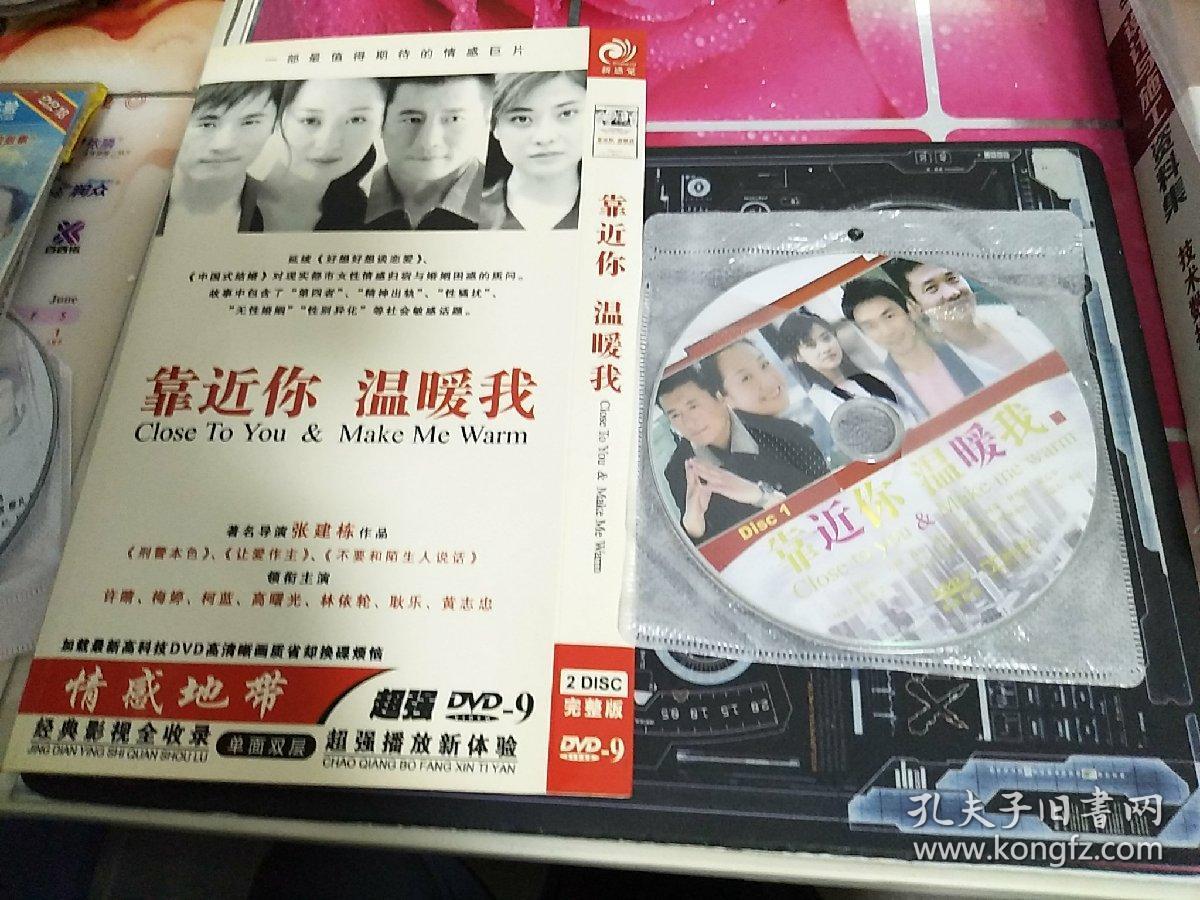 一部最值得期待的情感巨片
延续《好想好想谈恋爱》、
《中国式结婚》对现实都市女性情感归宿与婚姻困惑的质问。
故事中包含了“第四者”、“精神出轨”、“性骚扰”、
“无性婚姻”“性别异化”等社会敏感话题。
靠近你 温暖我
Close To You & Make Me Warm
著名导演 张建栋 作品
《刑警本色》、《让爱作主》、《不要和陌生人说话》
领衔主演
许晴、梅婷、柯蓝、高曙光、林依轮、耿乐、黄志忠
加载最新高科技DVD高清晰画质省却换碟烦恼
情感地带
超强 DVD-9
VIDEO
经典影视全收录
JING DIAN YING SHI QUAN SHOU LU
单面双层
超强播放新体验
CHAO QIANG BO FANG XIN TI YAN
新感觉
靠近你 温暖我
Close To You & Make Me Warm
2 DISC
完整版
DVD-9
Disc 1
靠近你 温暖我
Close to you & Make me warm
June
孔夫子旧书网
www.kongfz.com